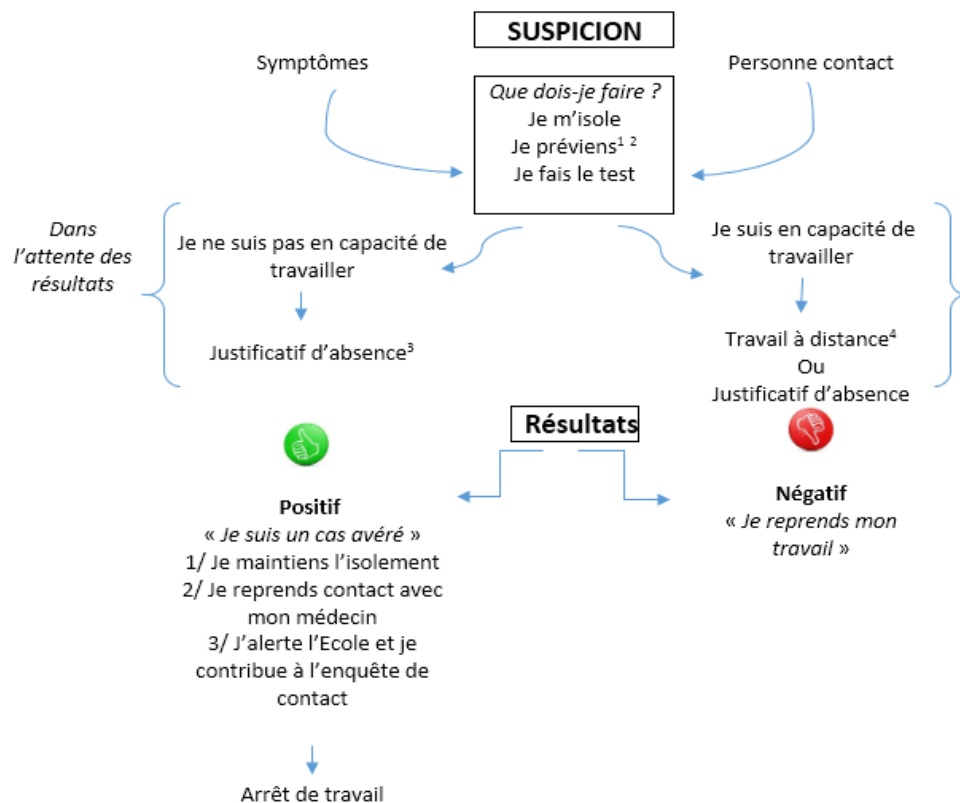 SUSPICION
Symptômes
Personne contact
Que dois-je faire ?
Je m’isole
Je préviens¹ ²
Je fais le test
Dans
l’attente des
résultats
Je ne suis pas en capacité de
travailler
Justificatif d’absence³
Je suis en capacité de
travailler
Travail à distance⁴
Ou
Justificatif d’absence
Résultats
Positif
« Je suis un cas avéré »
1/ Je maintiens l’isolement
2/ Je reprends contact avec
mon médecin
3/ J’alerte l’Ecole et je
contribue à l’enquête de
contact
Arrêt de travail
Négatif
« Je reprends mon
travail »